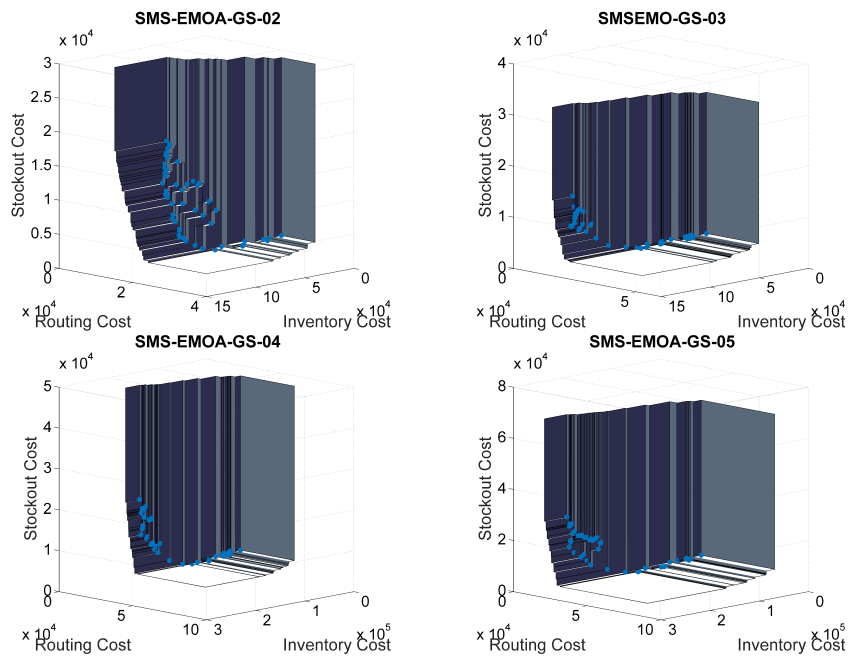 SMS-EMOA-GS-02
x 10^4
3
2.5
2
1.5
1
0.5
0
Stockout Cost
0
2
4
x 10^4
Routing Cost
15
10
5
0
x 10^4
Inventory Cost
SMSEMO-GS-03
x 10^4
4
3
2
1
0
Stockout Cost
0
5
x 10^4
Routing Cost
15
10
5
0
x 10^4
Inventory Cost
SMS-EMOA-GS-04
x 10^4
5
4
3
2
1
0
Stockout Cost
0
5
10
x 10^4
Routing Cost
3
2
1
0
x 10^5
Inventory Cost
SMS-EMOA-GS-05
x 10^4
8
6
4
2
0
Stockout Cost
0
5
10
x 10^4
Routing Cost
3
2
1
0
x 10^5
Inventory Cost